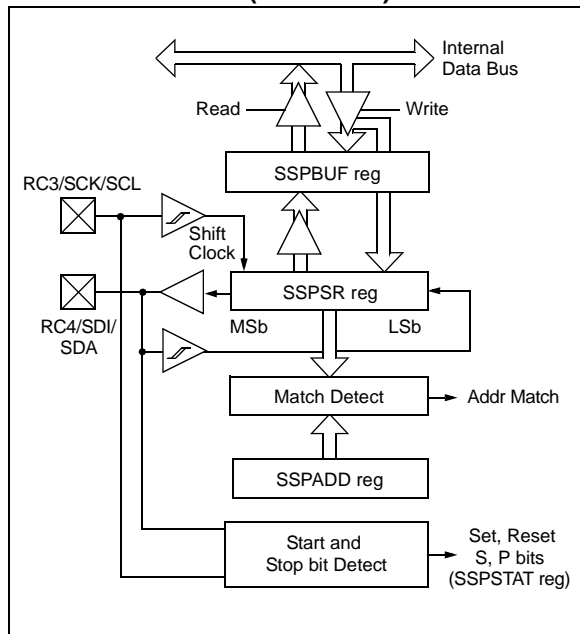 Internal
Data Bus
Read
Write
SSPBUF reg
RC3/SCK/SCL
Shift
Clock
SSPSR reg
RC4/SDI/
SDA
MSb
LSb
Match Detect
Addr Match
SSPADD reg
Start and
Stop bit Detect
Set, Reset
S, P bits
(SSPSTAT reg)